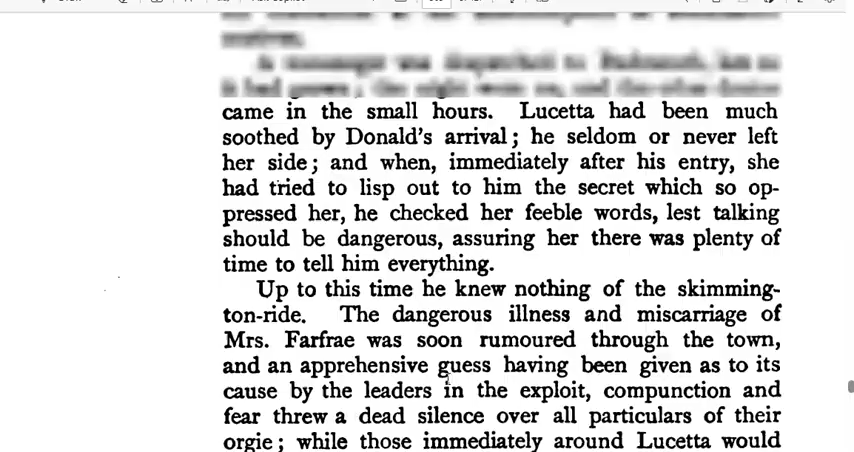 came in the small hours. Lucetta had been much
soothed by Donald's arrival; he seldom or never left
her side; and when, immediately after his entry, she
had tried to lisp out to him the secret which so op-
pressed her, he checked her feeble words, lest talking
should be dangerous, assuring her there was plenty of
time to tell him everything.
Up to this time he knew nothing of the skimming-
ton-ride. The dangerous illness and miscarriage of
Mrs. Farfrae was soon rumoured through the town,
and an apprehensive guess having been given as to its
cause by the leaders in the exploit, compunction and
fear threw a dead silence over all particulars of their
orgie; while those immediately around Lucetta would